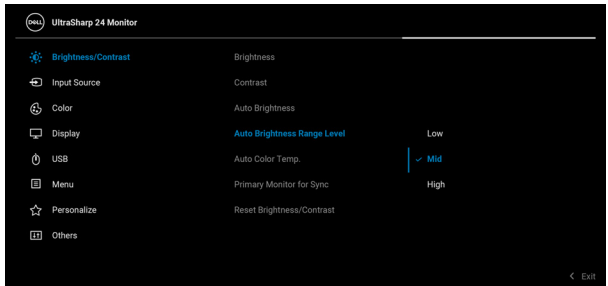 DELL UltraSharp 24 Monitor
Brightness/Contrast Brightness
Input Source Contrast
Color Auto Brightness
Display Auto Brightness Range Level Low
USB Auto Color Temp. Mid
Menu Primary Monitor for Sync High
Personalize Reset Brightness/Contrast
Others
Exit